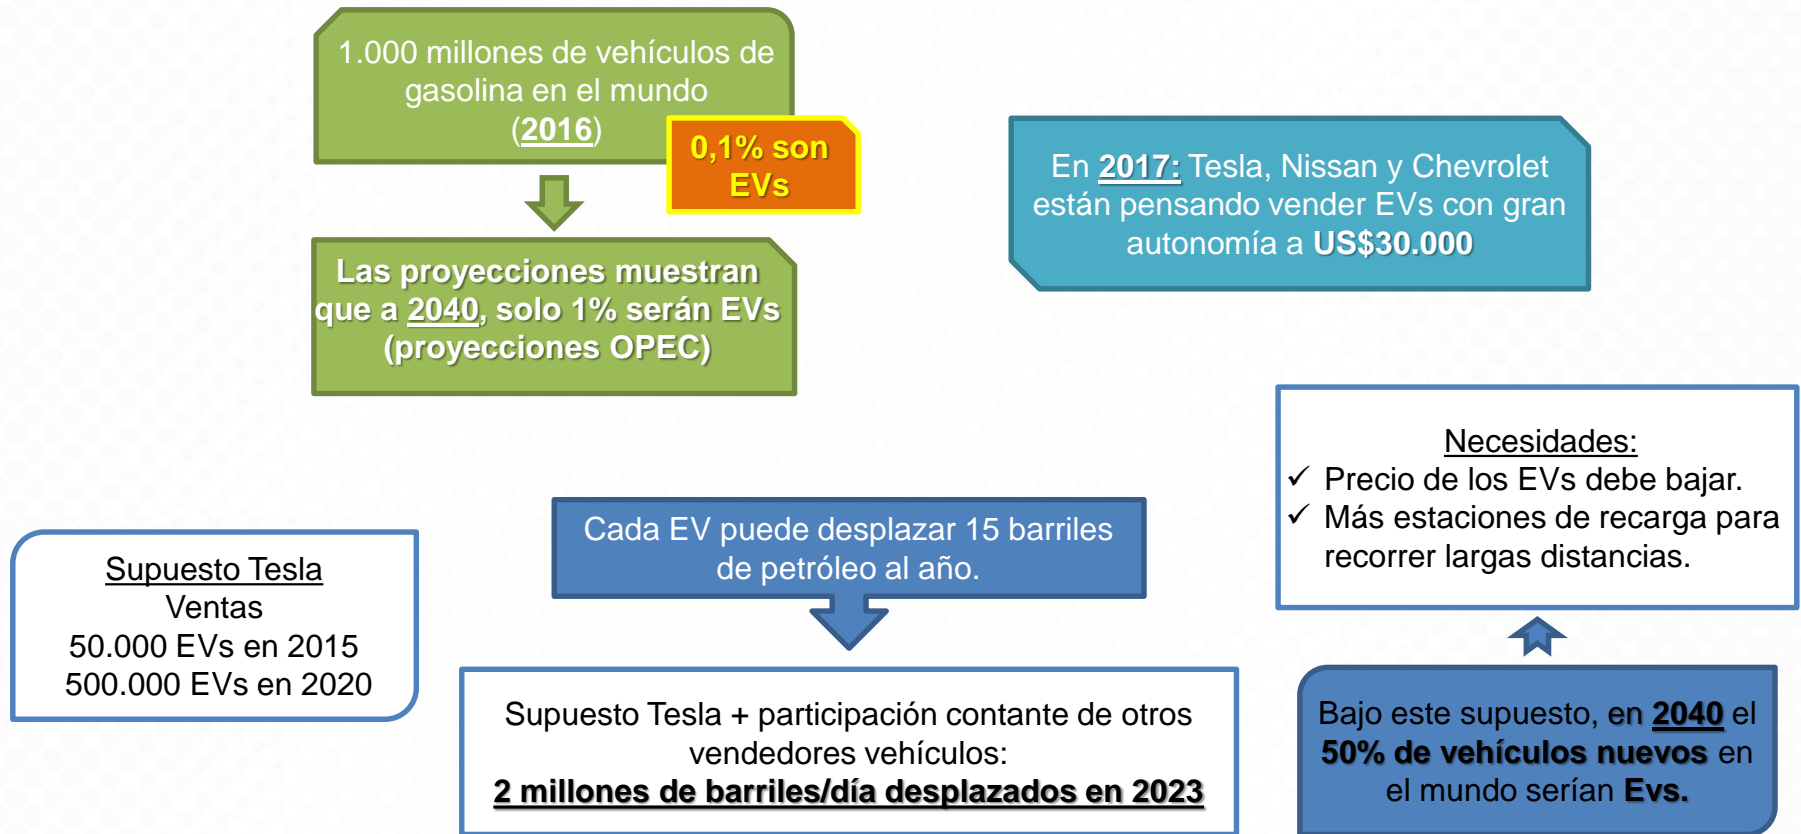 1.000 millones de vehículos de
gasolina en el mundo
(2016)
0,1% son
EVs
Las proyecciones muestran
que a 2040, solo 1% serán EVs
(proyecciones OPEC)
En 2017: Tesla, Nissan y Chevrolet
están pensando vender EVs con gran
autonomía a US$30.000
Supuesto Tesla
Ventas
50.000 EVs en 2015
500.000 EVs en 2020
Cada EV puede desplazar 15 barriles
de petróleo al año.
Supuesto Tesla + participación contante de otros
vendedores vehículos:
2 millones de barriles/día desplazados en 2023
Necesidades:
✓ Precio de los EVs debe bajar.
✓ Más estaciones de recarga para
recorrer largas distancias.
Bajo este supuesto, en 2040 el
50% de vehículos nuevos en
el mundo serían Evs.